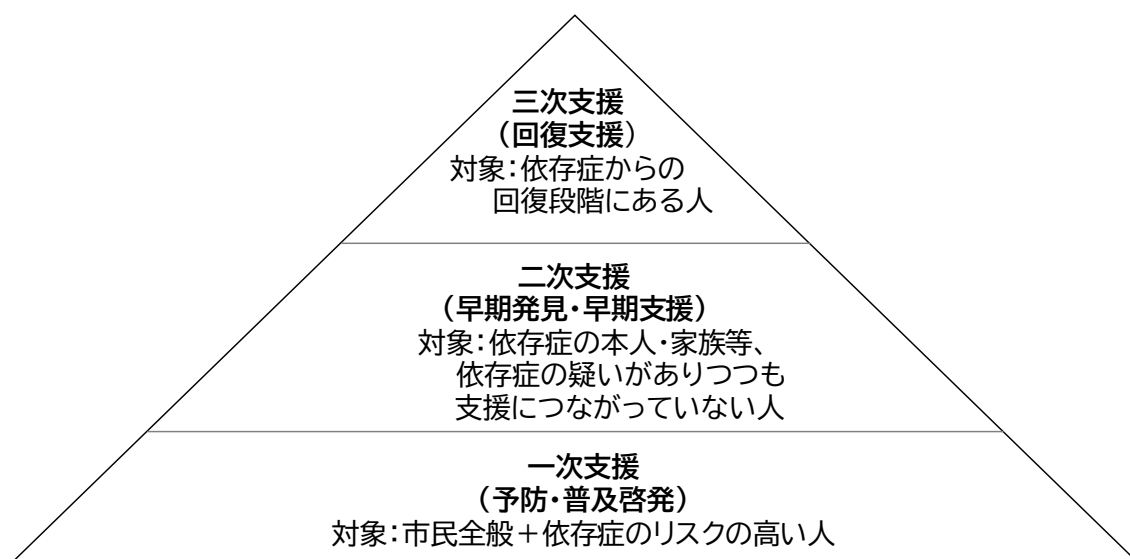 三次支援
（回復支援）
対象：依存症からの
回復段階にある人
二次支援
（早期発見・早期支援）
対象：依存症の本人・家族等、
依存症の疑いがありつつも
支援につながっていない人
一次支援
（予防・普及啓発）
対象：市民全般＋依存症のリスクの高い人